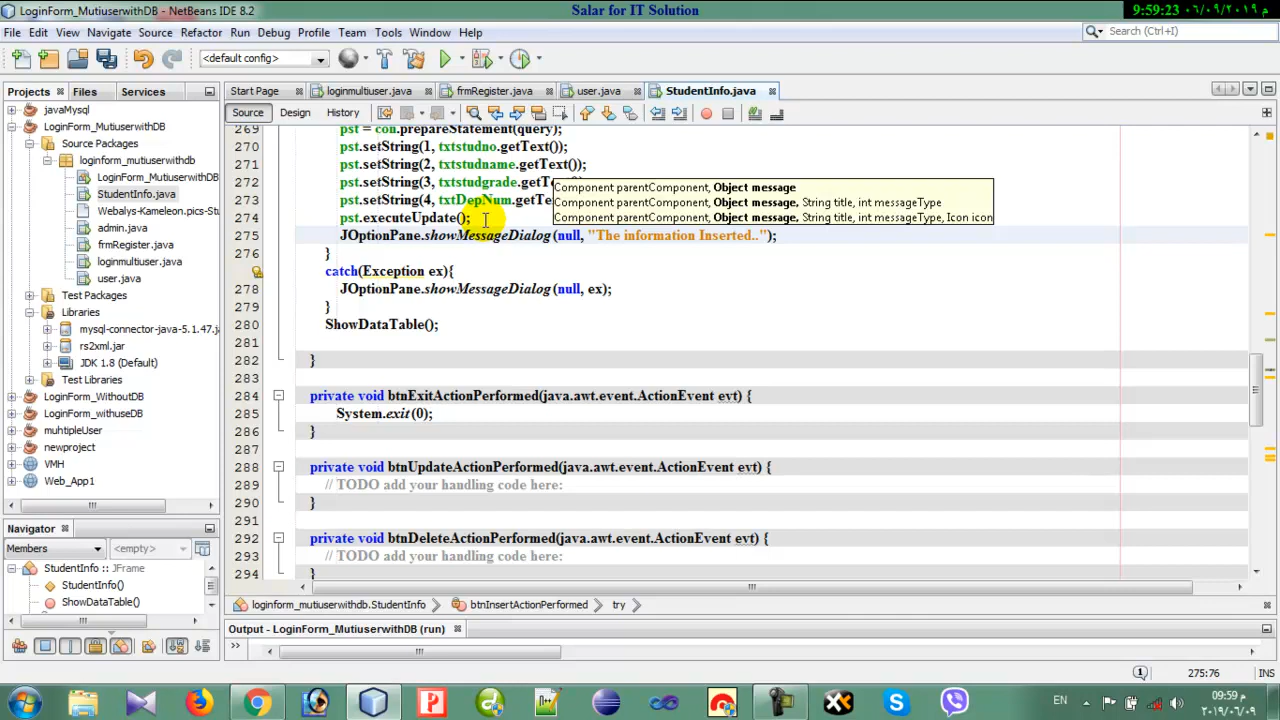 LoginForm_MutiuserwithDB - NetBeans IDE 8.2
Salar for IT Solution
9:59:23 ٠٦/٠٩/٢٠١٩ م
File Edit View Navigate Source Refactor Run Debug Profile Team Tools Window Help
Search (Ctrl+I)
<default config>
Projects Files Services
Start Page loginmultiuser.java frmRegister.java user.java StudentInfo.java
Source Design History
javaMysql
LoginForm_MutiuserwithDB
Source Packages
loginform_mutiuserwithdb
LoginForm_MutiuserwithDB
StudentInfo.java
Webalys-Kameleon.pics-Stu
admin.java
frmRegister.java
loginmultiuser.java
user.java
Test Packages
Libraries
mysql-connector-java-5.1.47.ja
rs2xml.jar
JDK 1.8 (Default)
Test Libraries
LoginForm_WithoutDB
LoginForm_withuseDB
muhtipleUser
newproject
VMH
Web_App1
269 pst = con.prepareStatement(query);
270 pst.setString(1, txtstudno.getText());
271 pst.setString(2, txtstudname.getText());
272 pst.setString(3, txtstudgrade.getT
273 pst.setString(4, txtDepNum.getTe
274 pst.executeUpdate();
Component parentComponent, Object message
Component parentComponent, Object message, String title, int messageType
Component parentComponent, Object message, String title, int messageType, Icon icon
275 JOptionPane.showMessageDialog(null, "The information Inserted..");
276 }
catch(Exception ex){
278 JOptionPane.showMessageDialog(null, ex);
279 }
280 ShowDataTable();
281
282 }
283
284 private void btnExitActionPerformed(java.awt.event.ActionEvent evt) {
285 System.exit(0);
286 }
287
288 private void btnUpdateActionPerformed(java.awt.event.ActionEvent evt) {
289 // TODO add your handling code here:
290 }
291
292 private void btnDeleteActionPerformed(java.awt.event.ActionEvent evt) {
293 // TODO add your handling code here:
294 }
Navigator
Members <empty>
StudentInfo :: JFrame
StudentInfo()
ShowDataTable()
loginform_mutiuserwithdb.StudentInfo btnInsertActionPerformed try
Output - LoginForm_MutiuserwithDB (run)
275:76 INS
EN
٠٩:٥٩ م
٢٠١٩/٠٦/٠٩